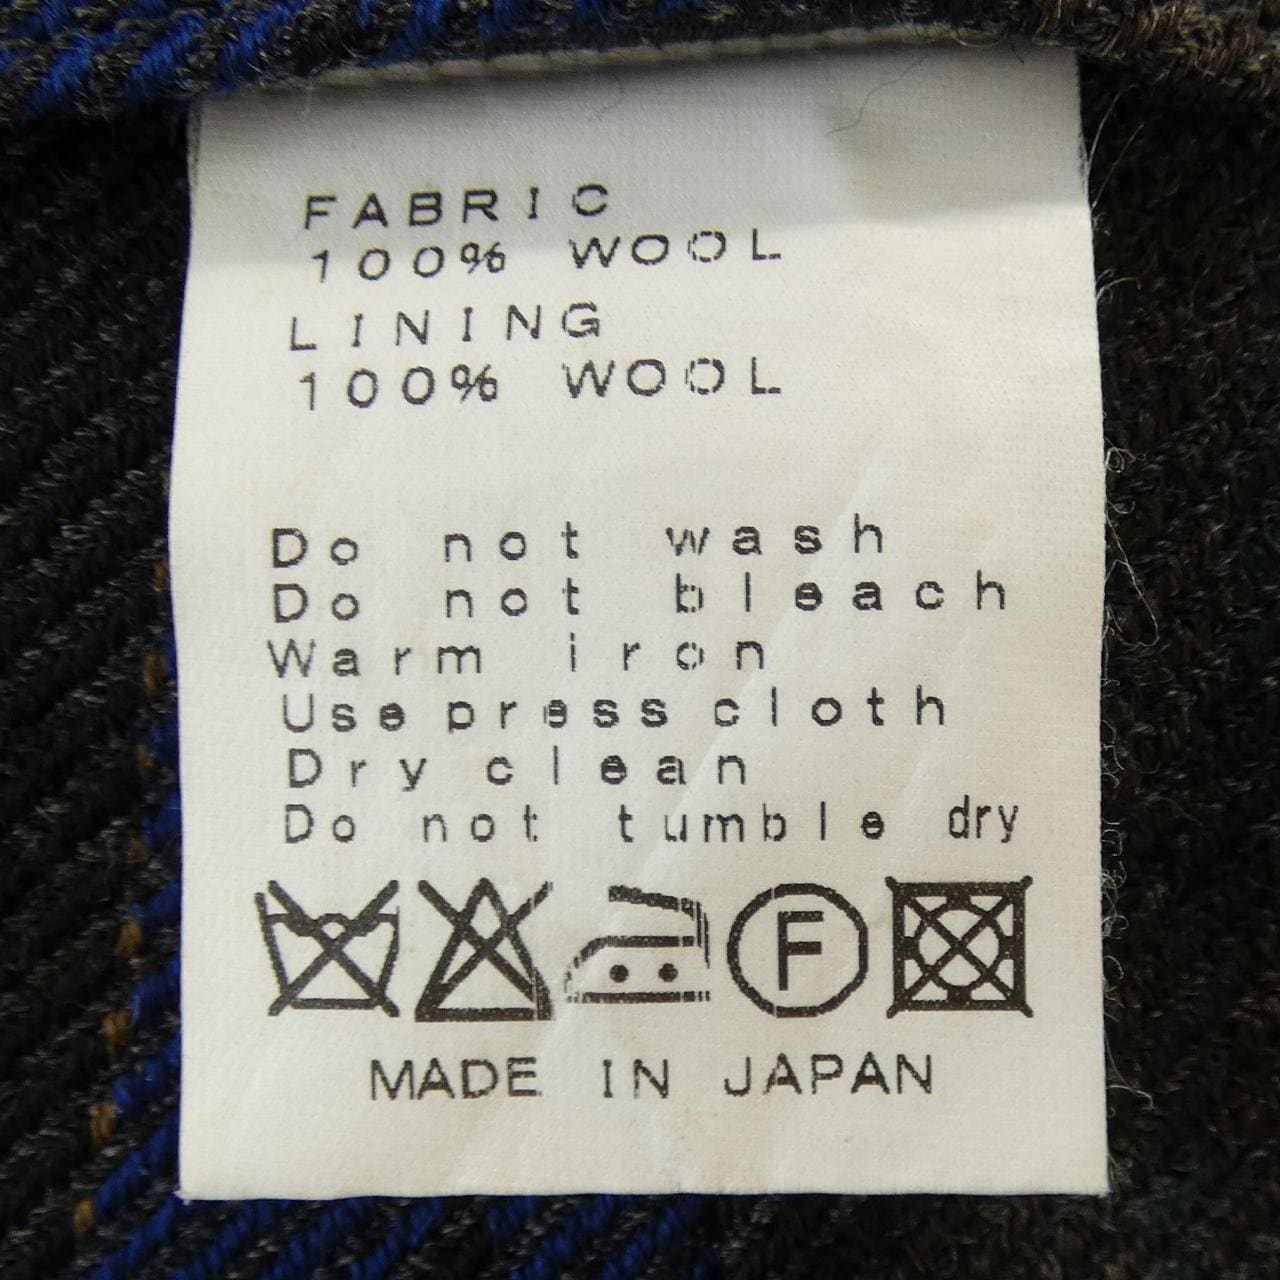 FABRIC
100% WOOL
LINING
100% WOOL
Do not wash
Do not bleach
Warm iron
Use press cloth
Dry clean
Do not tumble dry
F
MADE IN JAPAN